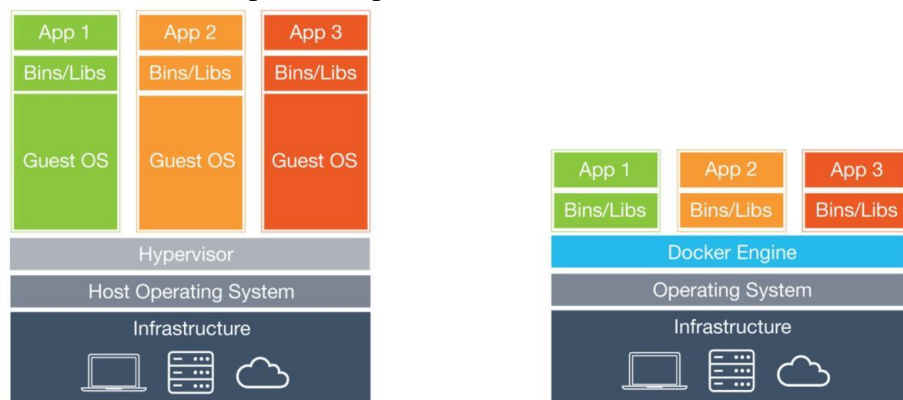 App 1
App 2
App 3
Bins/Libs
Bins/Libs
Bins/Libs
Guest OS
Guest OS
Guest OS
Hypervisor
Host Operating System
Infrastructure
App 1
App 2
App 3
Bins/Libs
Bins/Libs
Bins/Libs
Docker Engine
Operating System
Infrastructure